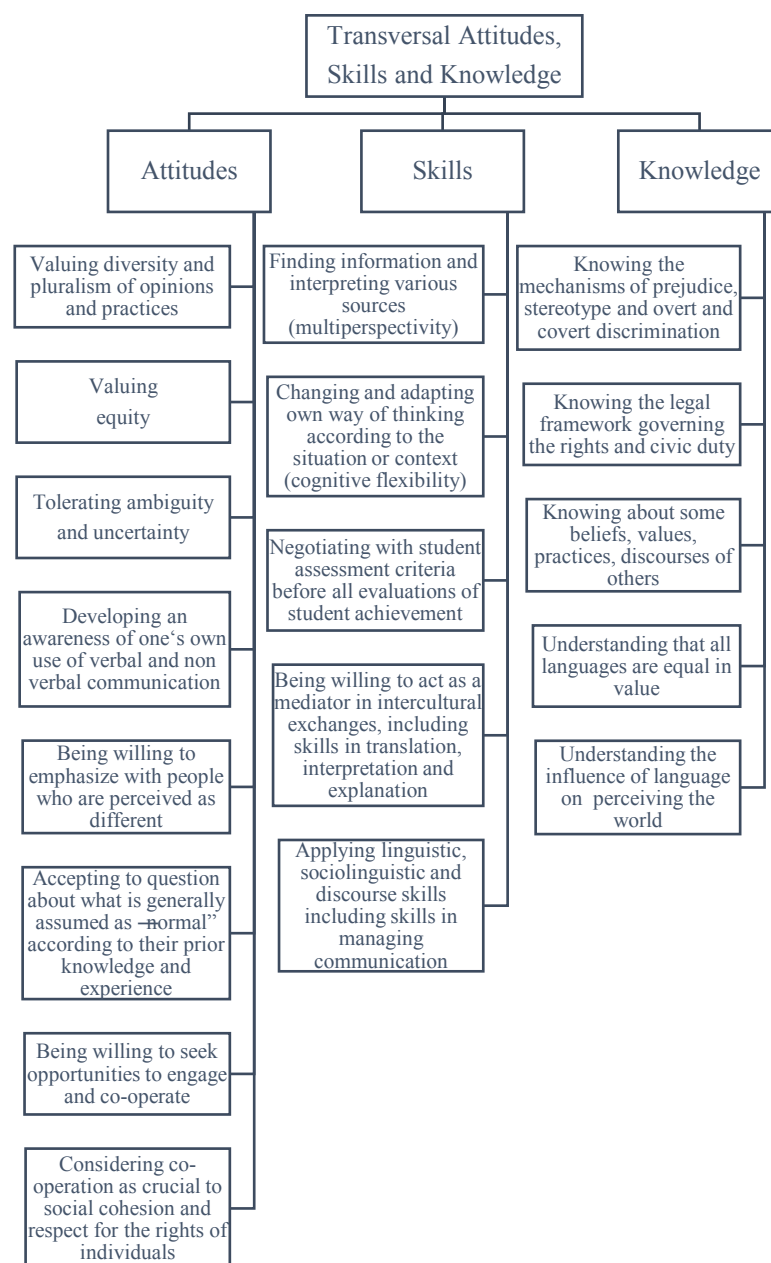 Transversal Attitudes,
Skills and Knowledge
Attitudes
Valuing diversity and
pluralism of opinions
and practices
Valuing
equity
Tolerating ambiguity
and uncertainty
Developing an
awareness of one‘s own
use of verbal and non
verbal communication
Being willing to
emphasize with people
who are perceived as
different
Accepting to question
about what is generally
assumed as ―normal”
according to their prior
knowledge and
experience
Being willing to seek
opportunities to engage
and co-operate
Considering co-
operation as crucial to
social cohesion and
respect for the rights of
individuals
Skills
Finding information and
interpreting various
sources
(multiperspectivity)
Changing and adapting
own way of thinking
according to the
situation or context
(cognitive flexibility)
Negotiating with student
assessment criteria
before all evaluations of
student achievement
Being willing to act as a
mediator in intercultural
exchanges, including
skills in translation,
interpretation and
explanation
Applying linguistic,
sociolinguistic and
discourse skills
including skills in
managing
communication
Knowledge
Knowing the
mechanisms of prejudice,
stereotype and overt and
covert discrimination
Knowing the legal
framework governing
the rights and civic duty
Knowing about some
beliefs, values,
practices, discourses of
others
Understanding that all
languages are equal in
value
Understanding the
influence of language
on perceiving the
world